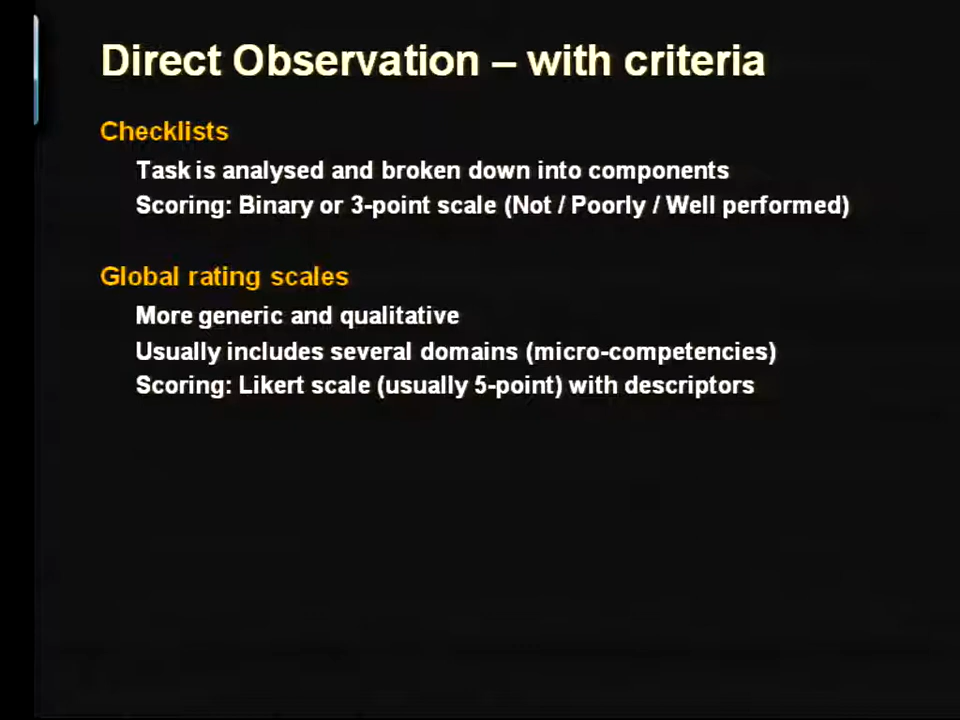 Direct Observation – with criteria
Checklists
Task is analysed and broken down into components
Scoring: Binary or 3-point scale (Not / Poorly / Well performed)
Global rating scales
More generic and qualitative
Usually includes several domains (micro-competencies)
Scoring: Likert scale (usually 5-point) with descriptors